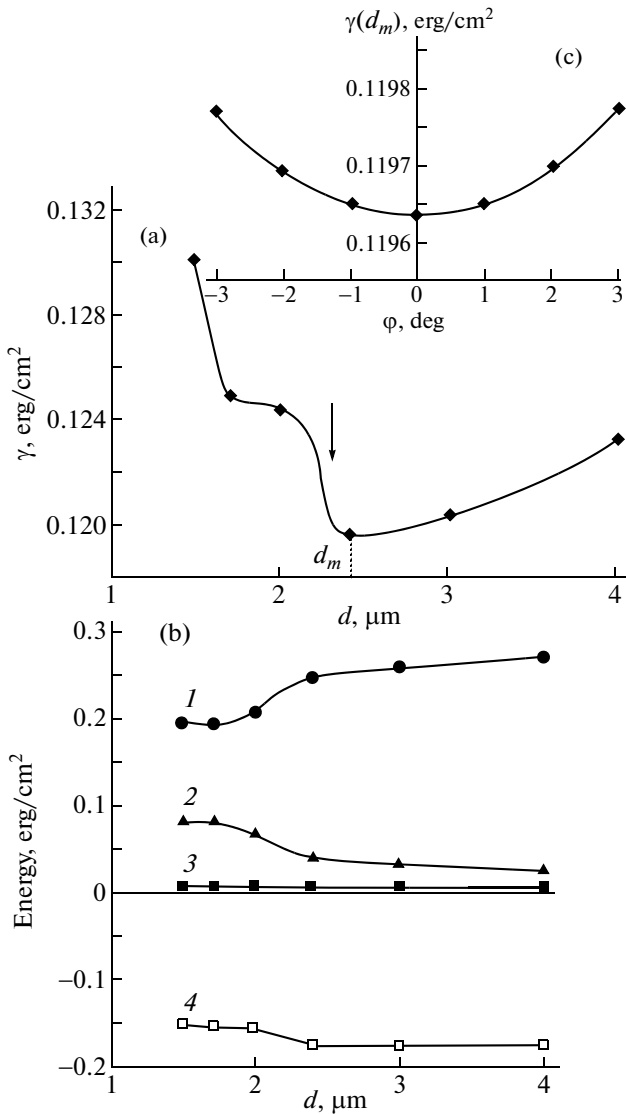 γ(dₘ), erg/cm²
(c)
0.1198
0.1197
0.1196
−3 −2 −1 0 1 2 3
φ, deg
(a)
0.132
0.128
0.124
0.120
γ, erg/cm²
dₘ
1 2 3 4
d, μm
(b)
0.3
0.2
0.1
0
−0.1
−0.2
Energy, erg/cm²
1
2
3
4
1 2 3 4
d, μm